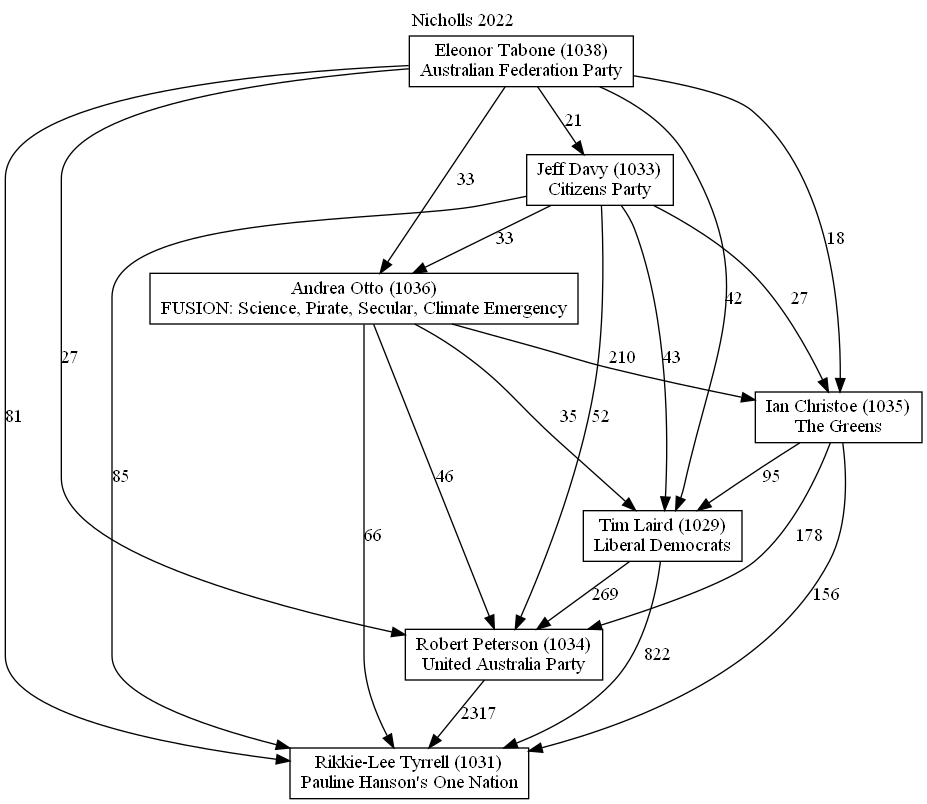 Nicholls 2022
Eleonor Tabone (1038)
Australian Federation Party
21
Jeff Davy (1033)
Citizens Party
33
33
18
Andrea Otto (1036)
FUSION: Science, Pirate, Secular, Climate Emergency
42
27
27
210
43
Ian Christoe (1035)
The Greens
81
35
52
85
46
95
Tim Laird (1029)
Liberal Democrats
66
178
269
156
Robert Peterson (1034)
United Australia Party
822
2317
Rikkie-Lee Tyrrell (1031)
Pauline Hanson's One Nation